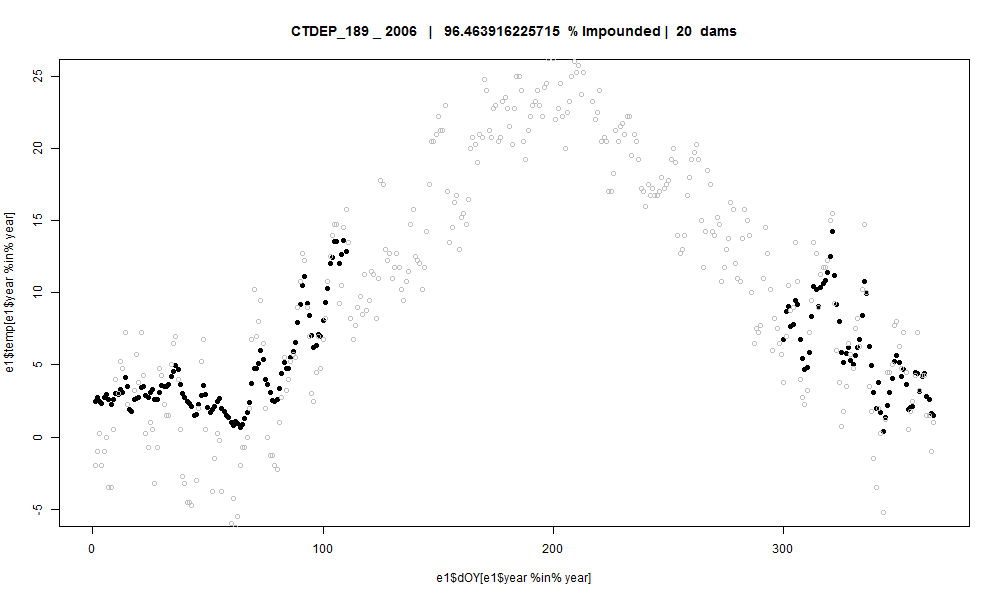 CTDEP_189 _ 2006 | 96.463916225715 % Impounded | 20 dams
e1$temp[e1$year %in% year]
25
20
15
10
5
0
-5
0 100 200 300
e1$dOY[e1$year %in% year]